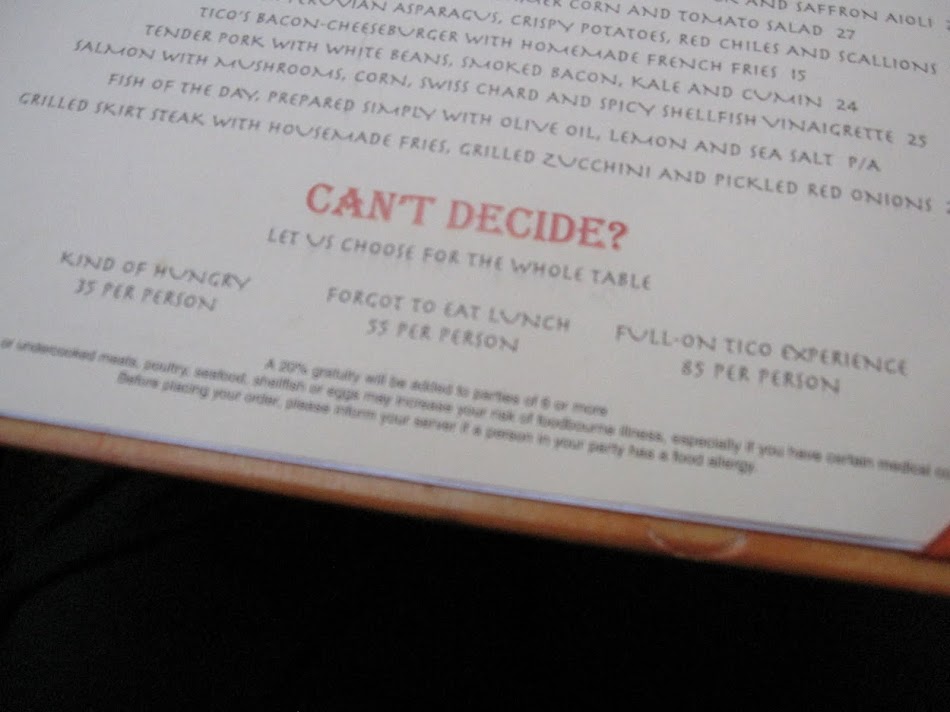 AND SAFFRON AIOLI
CORN AND TOMATO SALAD 27
PERUVIAN ASPARAGUS, CRISPY POTATOES, RED CHILES AND SCALLIONS
TICO'S BACON-CHEESEBURGER WITH HOMEMADE FRENCH FRIES 15
TENDER PORK WITH WHITE BEANS, SMOKED BACON, KALE AND CUMIN 24
SALMON WITH MUSHROOMS, CORN, SWISS CHARD AND SPICY SHELLFISH VINAIGRETTE 25
FISH OF THE DAY, PREPARED SIMPLY WITH OLIVE OIL, LEMON AND SEA SALT P/A
GRILLED SKIRT STEAK WITH HOUSEMADE FRIES, GRILLED ZUCCHINI AND PICKLED RED ONIONS
CAN'T DECIDE?
LET US CHOOSE FOR THE WHOLE TABLE
KIND OF HUNGRY
35 PER PERSON
FORGOT TO EAT LUNCH
55 PER PERSON
FULL-ON TICO EXPERIENCE
85 PER PERSON
A 20% gratuity will be added to parties of 6 or more
or undercooked meats, poultry, seafood, shellfish or eggs may increase your risk of foodbourne illness, especially if you have certain medical
Before placing your order, please inform your server if a person in your party has a food allergy.